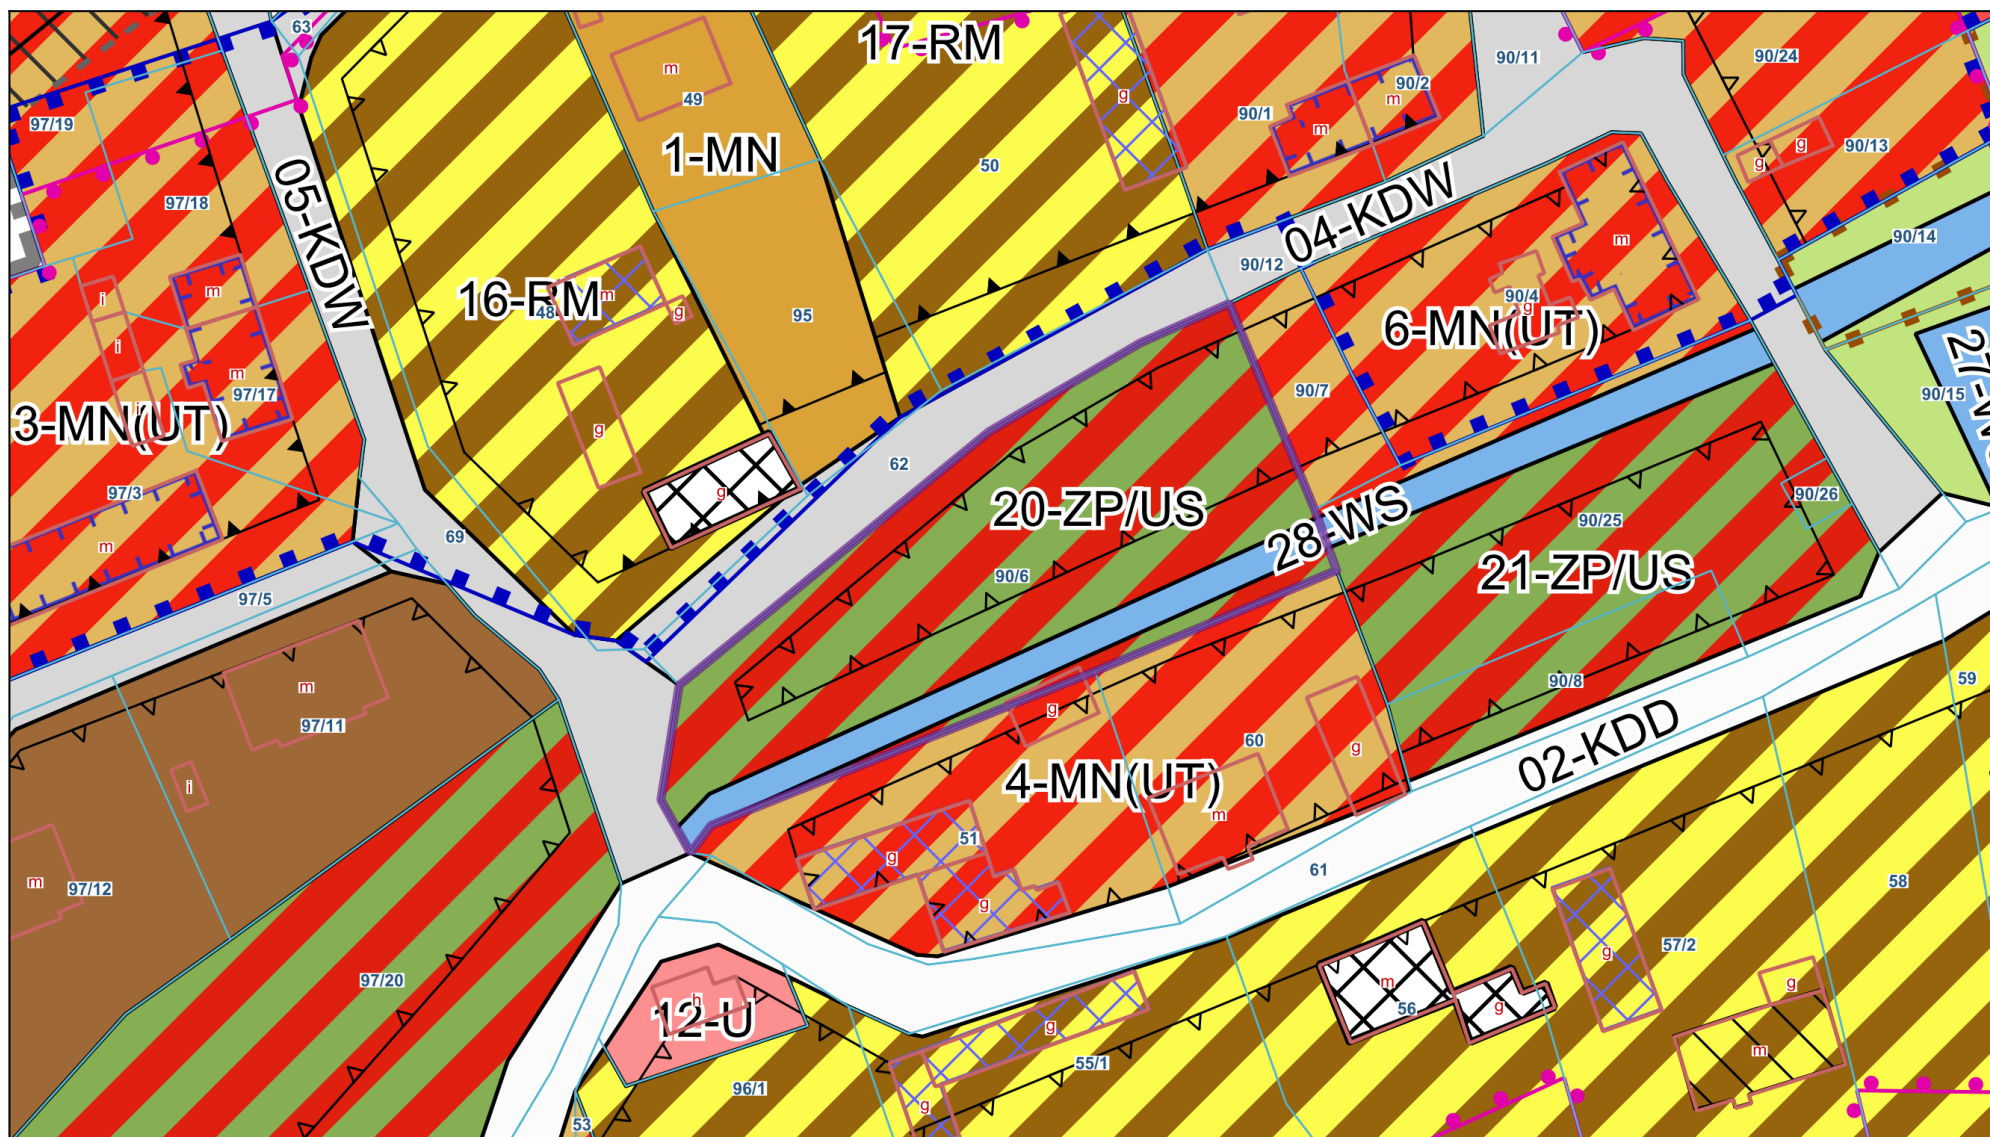 63
17-RM
m
49
90/2
m
90/11
90/24
g
90/1
m
97/19
1-MN
50
g
g
90/13
97/18
05-KDW
04-KDW
90/14
i
m
16-RM
m
48
g
90/12
m
90/4
g
6-MN(UT)
95
i
m
97/17
90/7
27-W
90/15
3-MN(UT)
i
g
62
97/3
m
g
20-ZP/US
28-WS
90/25
90/26
69
90/6
21-ZP/US
97/5
m
97/11
g
90/8
59
02-KDD
60
g
4-MN(UT)
i
m
51
g
61
m
97/12
58
g
97/20
57/2
g
h
12-U
m
56
g
g
g
55/1
m
96/1
g
53